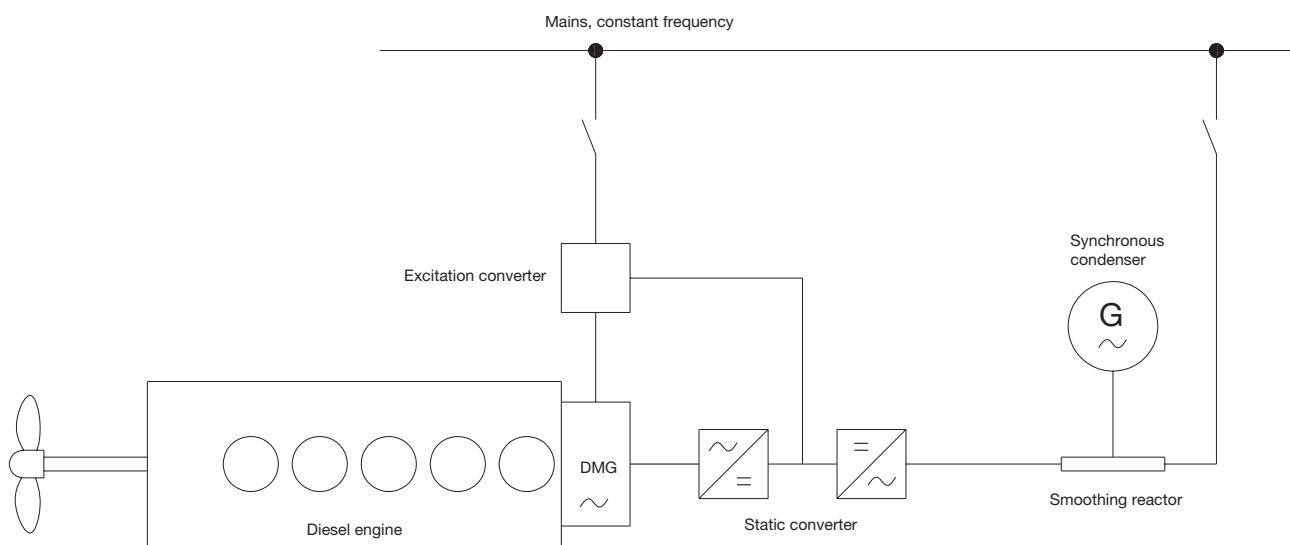 Mains, constant frequency
Synchronous
condenser
Excitation converter
G
DMG
Static converter
Smoothing reactor
Diesel engine